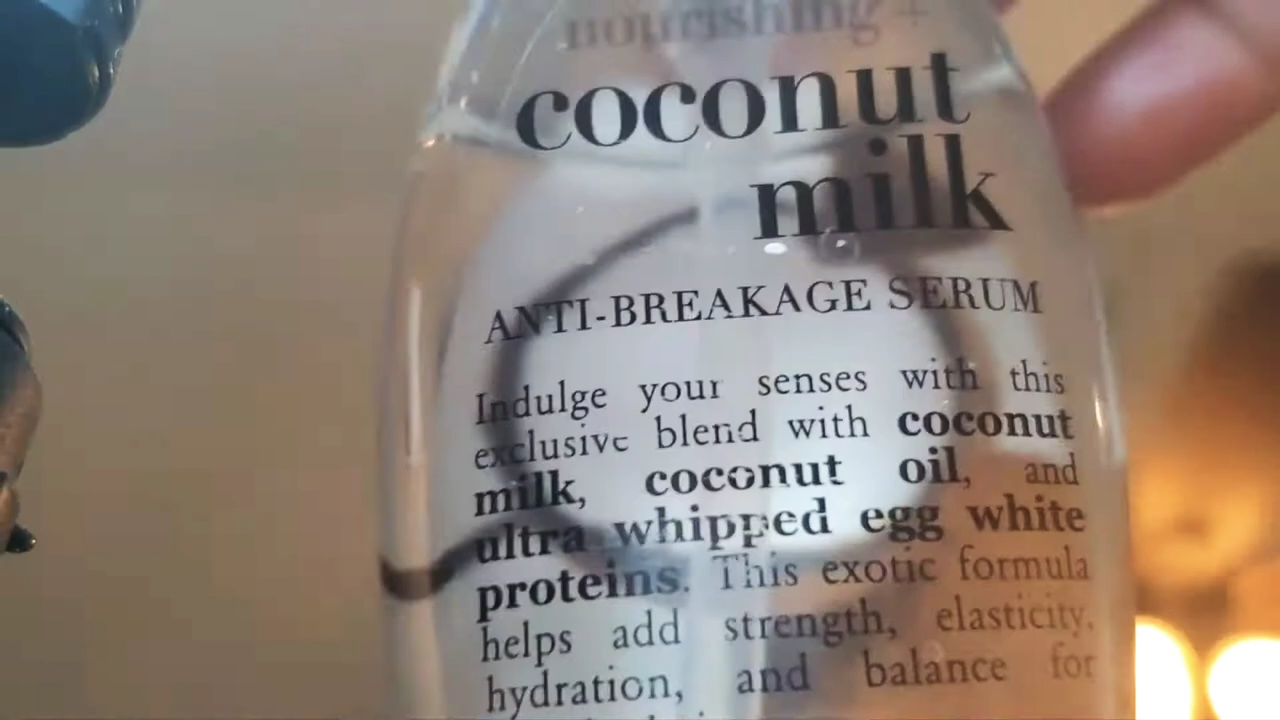 nourishing +
coconut
milk
ANTI-BREAKAGE SERUM
Indulge your senses with this
exclusive blend with coconut
milk, coconut oil, and
ultra whipped egg white
proteins. This exotic formula
helps add strength, elasticity,
hydration, and balance for